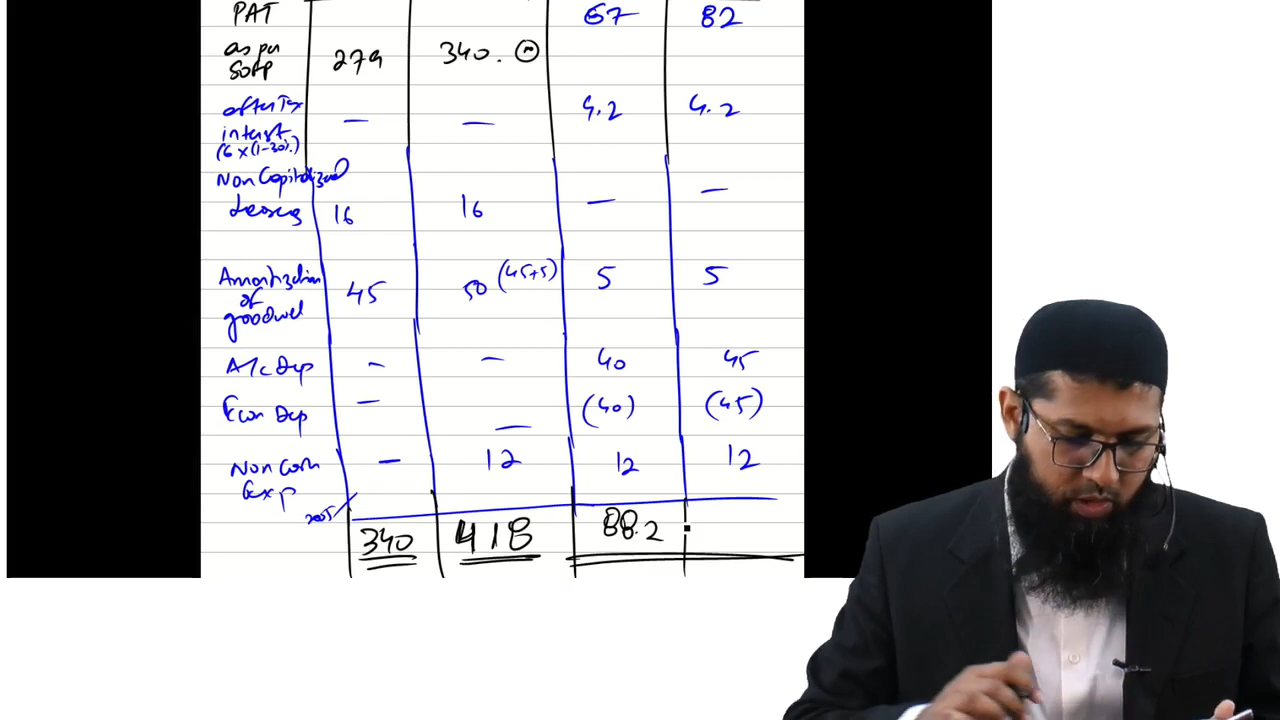 PAT 67 82
as per
SOFP 279 340.
after Tax 4.2 4.2
interest — —
(6 x (1-30%))
Non Capitalized — —
Leases 16 16
Amortization 45 50 (45+5) 5 5
of
goodwill
A/c Dep - — 40 45
Econ Dep — — (40) (45)
Non Cash - 12 12 12
Exp
2005
340 418 88.2